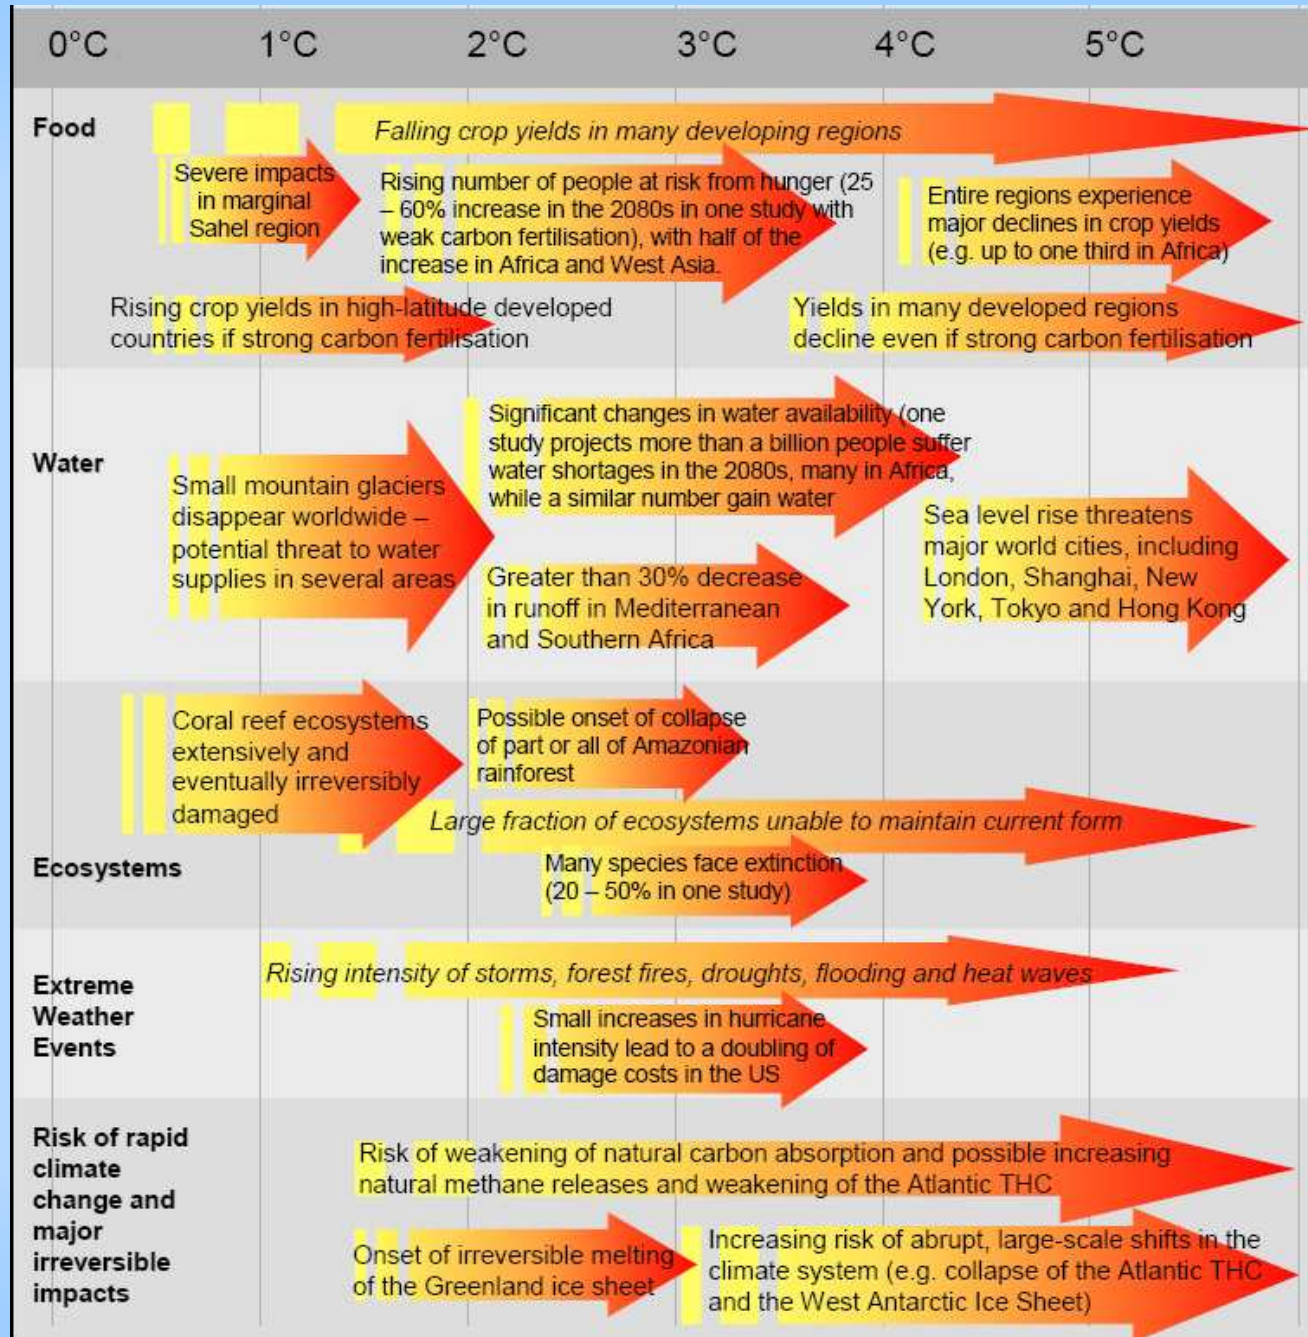 0°C 1°C 2°C 3°C 4°C 5°C
Food
Falling crop yields in many developing regions
Severe impacts
in marginal
Sahel region
Rising number of people at risk from hunger (25
– 60% increase in the 2080s in one study with
weak carbon fertilisation), with half of the
increase in Africa and West Asia.
Entire regions experience
major declines in crop yields
(e.g. up to one third in Africa)
Rising crop yields in high-latitude developed
countries if strong carbon fertilisation
Yields in many developed regions
decline even if strong carbon fertilisation
Water
Small mountain glaciers
disappear worldwide –
potential threat to water
supplies in several areas
Significant changes in water availability (one
study projects more than a billion people suffer
water shortages in the 2080s, many in Africa,
while a similar number gain water
Greater than 30% decrease
in runoff in Mediterranean
and Southern Africa
Sea level rise threatens
major world cities, including
London, Shanghai, New
York, Tokyo and Hong Kong
Ecosystems
Coral reef ecosystems
extensively and
eventually irreversibly
damaged
Possible onset of collapse
of part or all of Amazonian
rainforest
Large fraction of ecosystems unable to maintain current form
Many species face extinction
(20 – 50% in one study)
Extreme
Weather
Events
Rising intensity of storms, forest fires, droughts, flooding and heat waves
Small increases in hurricane
intensity lead to a doubling of
damage costs in the US
Risk of rapid
climate
change and
major
irreversible
impacts
Risk of weakening of natural carbon absorption and possible increasing
natural methane releases and weakening of the Atlantic THC
Onset of irreversible melting
of the Greenland ice sheet
Increasing risk of abrupt, large-scale shifts in the
climate system (e.g. collapse of the Atlantic THC
and the West Antarctic Ice Sheet)